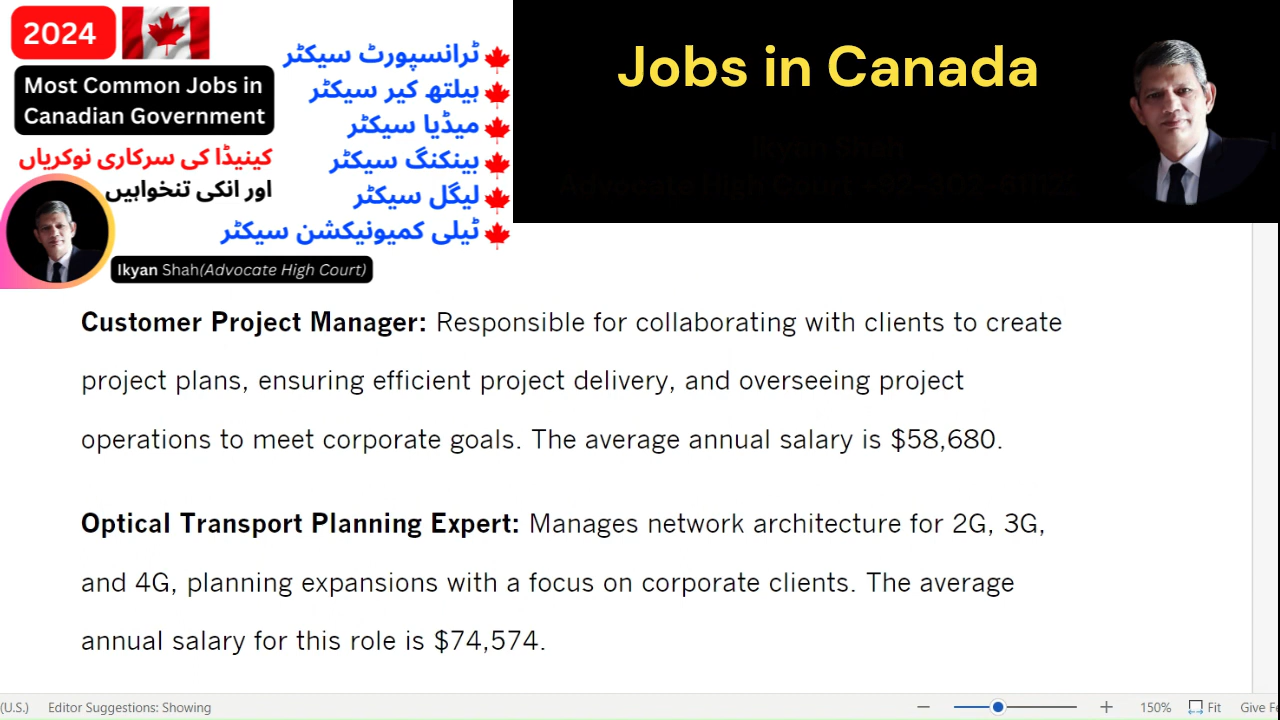 2024
Most Common Jobs in
Canadian Government
کینیڈا کی سرکاری نوکریاں
اور انکی تنخواہیں
Ikyan Shah(Advocate High Court)
ٹرانسپورٹ سیکٹر
ہیلتھ کیر سیکٹر
میڈیا سیکٹر
بینکنگ سیکٹر
لیگل سیکٹر
ٹیلی کمیونیکشن سیکٹر
Jobs in Canada
Ikyan Shah
Customer Project Manager: Responsible for collaborating with clients to create
project plans, ensuring efficient project delivery, and overseeing project
operations to meet corporate goals. The average annual salary is $58,680.
Optical Transport Planning Expert: Manages network architecture for 2G, 3G,
and 4G, planning expansions with a focus on corporate clients. The average
annual salary for this role is $74,574.
(U.S.) Editor Suggestions: Showing 150% Fit Give